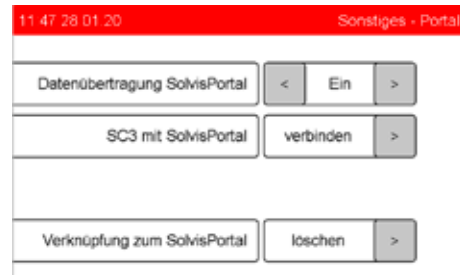 11 47 28 01.20 Sonstiges - Portal
Datenübertragung SolvisPortal < Ein >
SC3 mit SolvisPortal verbinden >
Verknüpfung zum SolvisPortal löschen >